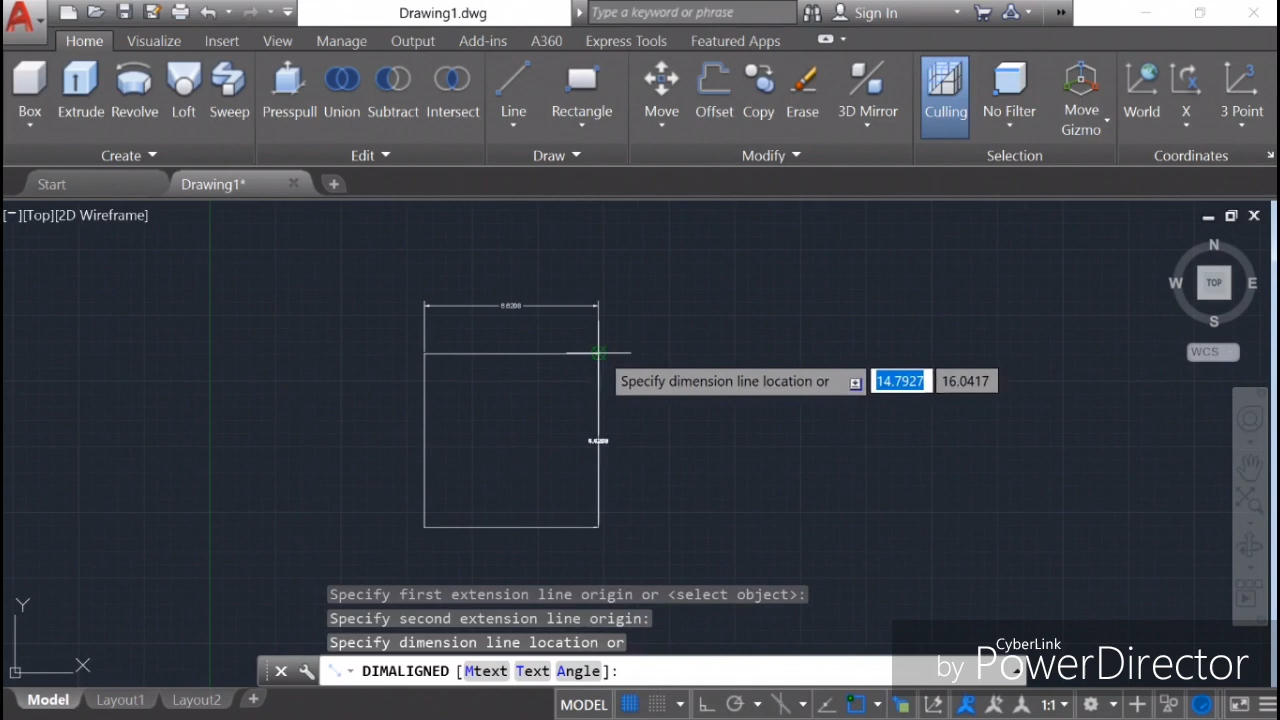 Drawing1.dwg
Type a keyword or phrase
Sign In
Home Visualize Insert View Manage Output Add-ins A360 Express Tools Featured Apps
Box Extrude Revolve Loft Sweep Presspull Union Subtract Intersect Line Rectangle Move Offset Copy Erase 3D Mirror Culling No Filter Move Gizmo World X 3 Point
Create Edit Draw Modify Selection Coordinates
Start Drawing1* +
[−][Top][2D Wireframe]
N
W TOP E
S
WCS
Specify dimension line location or 14.7927 16.0417
Specify first extension line origin or <select object>:
Specify second extension line origin:
Specify dimension line location or
DIMALIGNED [Mtext Text Angle]:
Y
X
CyberLink
by PowerDirector
Model Layout1 Layout2 + MODEL 1:1